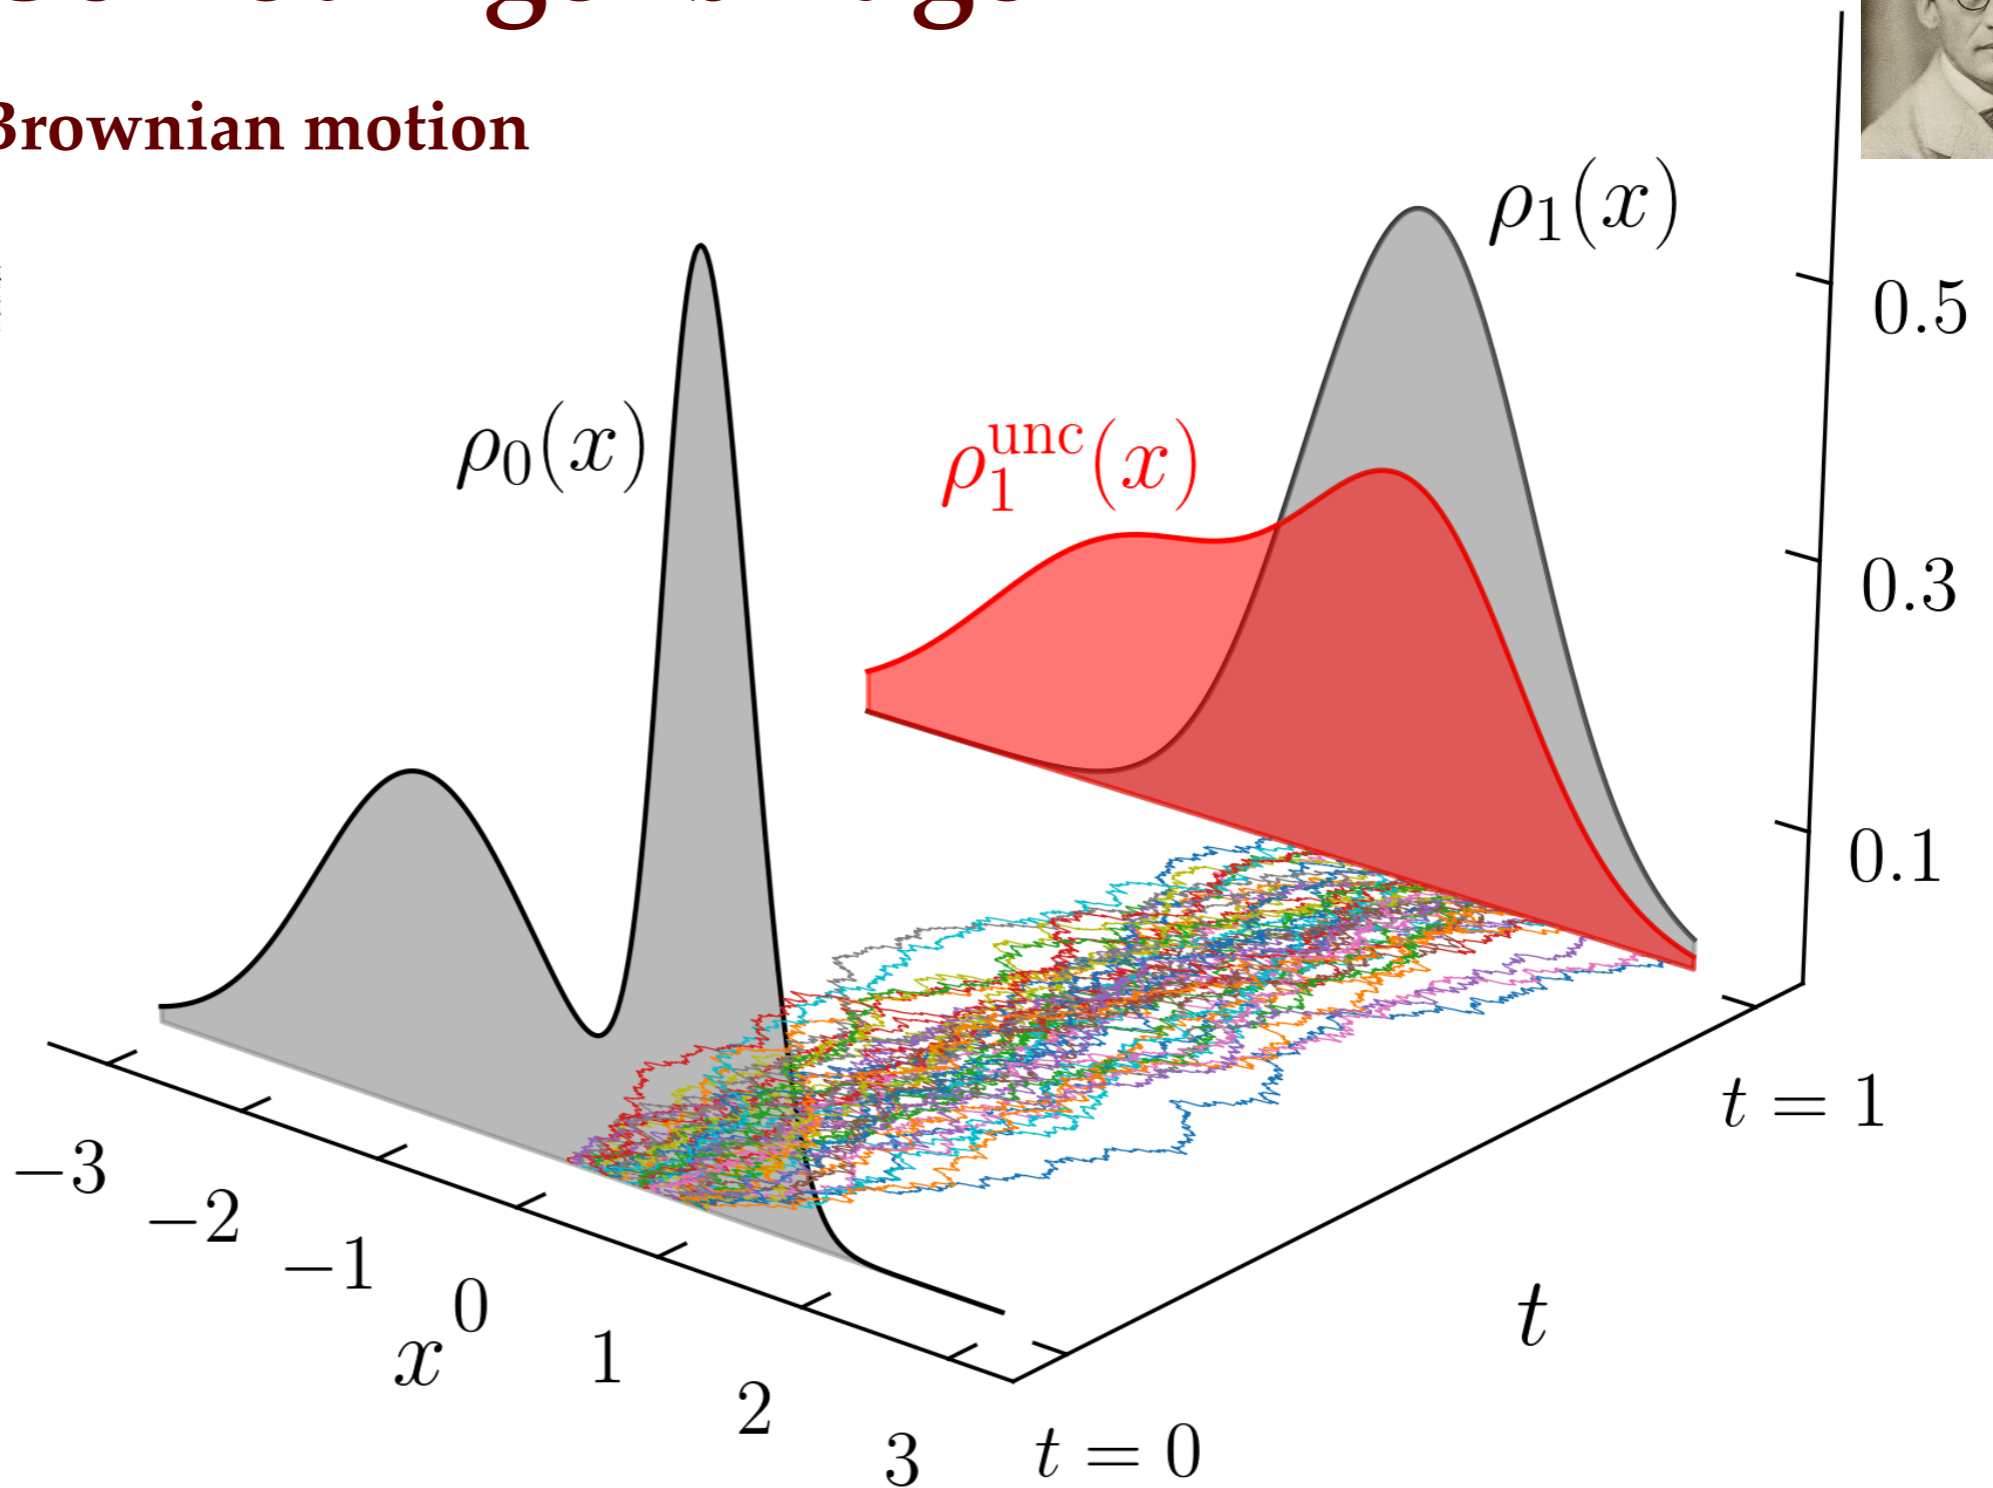 Brownian motion
ρ₁(x)
ρ₀(x)
ρ₁ᵘⁿᶜ(x)
0.5
0.3
0.1
−3
−2
−1
0
1
2
3
x
t = 0
t
t = 1